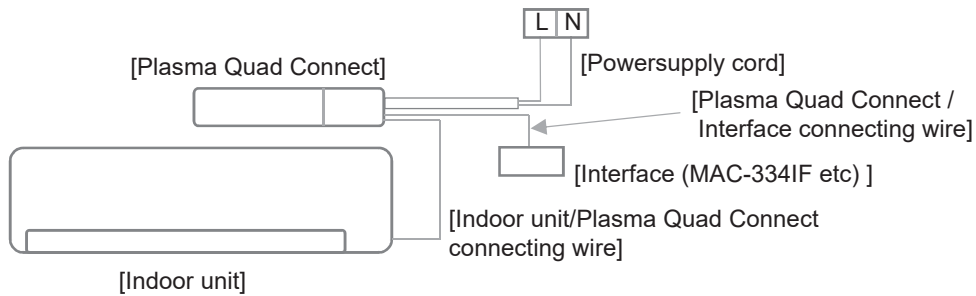 L N
[Plasma Quad Connect]
[Powersupply cord]
[Plasma Quad Connect /
Interface connecting wire]
[Interface (MAC-334IF etc) ]
[Indoor unit/Plasma Quad Connect
connecting wire]
[Indoor unit]